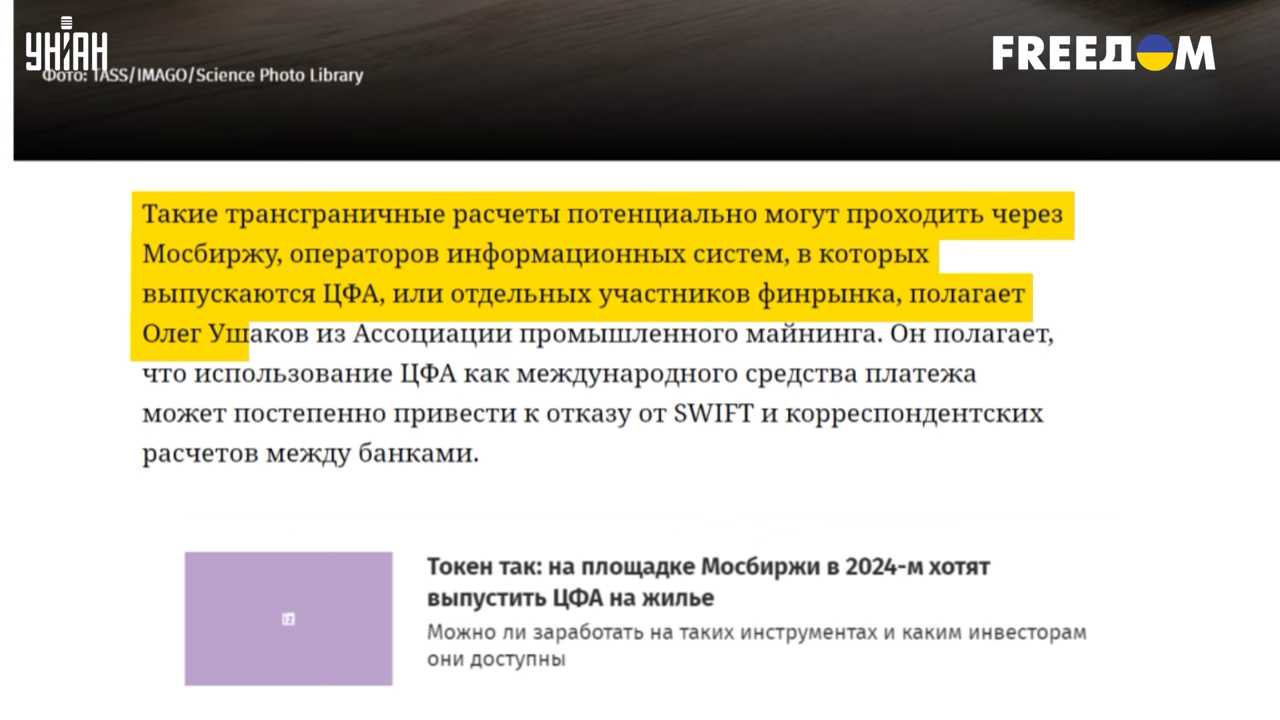 УНІАН
FREEДОМ
Фото: TASS/IMAGO/Science Photo Library
Такие трансграничные расчеты потенциально могут проходить через
Мосбиржу, операторов информационных систем, в которых
выпускаются ЦФА, или отдельных участников финрынка, полагает
Олег Ушаков из Ассоциации промышленного майнинга. Он полагает,
что использование ЦФА как международного средства платежа
может постепенно привести к отказу от SWIFT и корреспондентских
расчетов между банками.
Токен так: на площадке Мосбиржи в 2024-м хотят
выпустить ЦФА на жилье
iz
Можно ли заработать на таких инструментах и каким инвесторам
они доступны